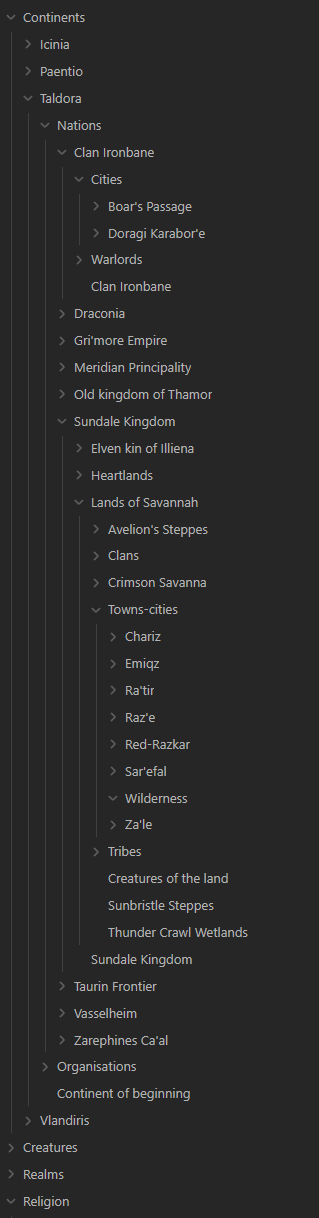 Continents
Icinia
Paentio
Taldora
Nations
Clan Ironbane
Cities
Boar's Passage
Doragi Karabor'e
Warlords
Clan Ironbane
Draconia
Gri'more Empire
Meridian Principality
Old kingdom of Thamor
Sundale Kingdom
Elven kin of Illiena
Heartlands
Lands of Savannah
Avelion's Steppes
Clans
Crimson Savanna
Towns-cities
Chariz
Emiqz
Ra'tir
Raz'e
Red-Razkar
Sar'efal
Wilderness
Za'le
Tribes
Creatures of the land
Sunbristle Steppes
Thunder Crawl Wetlands
Sundale Kingdom
Taurin Frontier
Vasselheim
Zarephines Ca'al
Organisations
Continent of beginning
Vlandiris
Creatures
Realms
Religion